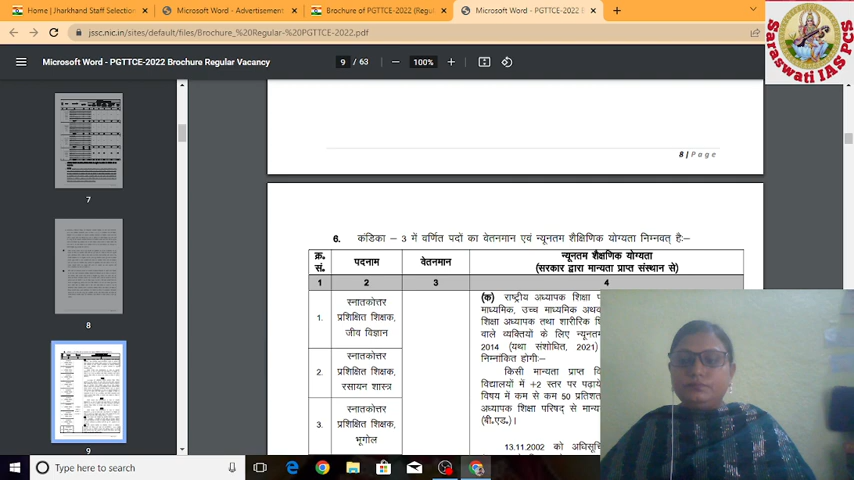 Home | Jharkhand Staff Selection
Microsoft Word - Advertisement
Brochure of PGTTCE-2022 (Regul
Microsoft Word - PGTTCE-2022 B
jssc.nic.in/sites/default/files/Brochure_%20Regular-%20PGTTCE-2022.pdf
Microsoft Word - PGTTCE-2022 Brochure Regular Vacancy
9 / 63
100%
Saraswati IAS PCS
7
8
9
8 | Page
6. कंडिका – 3 में वर्णित पदों का वेतनमान एवं न्यूनतम शैक्षणिक योग्यता निम्नवत् है:–
क्र. सं.
पदनाम
वेतनमान
न्यूनतम शैक्षणिक योग्यता
(सरकार द्वारा मान्यता प्राप्त संस्थान से)
1 2 3 4
1.
स्नातकोत्तर
प्रशिक्षित शिक्षक,
जीव विज्ञान
2.
स्नातकोत्तर
प्रशिक्षित शिक्षक,
रसायन शास्त्र
3.
स्नातकोत्तर
प्रशिक्षित शिक्षक,
भूगोल
(क) राष्ट्रीय अध्यापक शिक्षा प
माध्यमिक, उच्च माध्यमिक अथव
शिक्षा अध्यापक तथा शारीरिक शि
वाले व्यक्तियों के लिए न्यूनतम
2014 (यथा संशोधित, 2021)
निम्नांकित होगी:–
किसी मान्यता प्राप्त वि
विद्यालयों में +2 स्तर पर पढ़ाये
विषय में कम से कम 50 प्रतिशत
अध्यापक शिक्षा परिषद् से मान्य
(बी.एड.)।
13.11.2002 को अधिसूचि
Type here to search